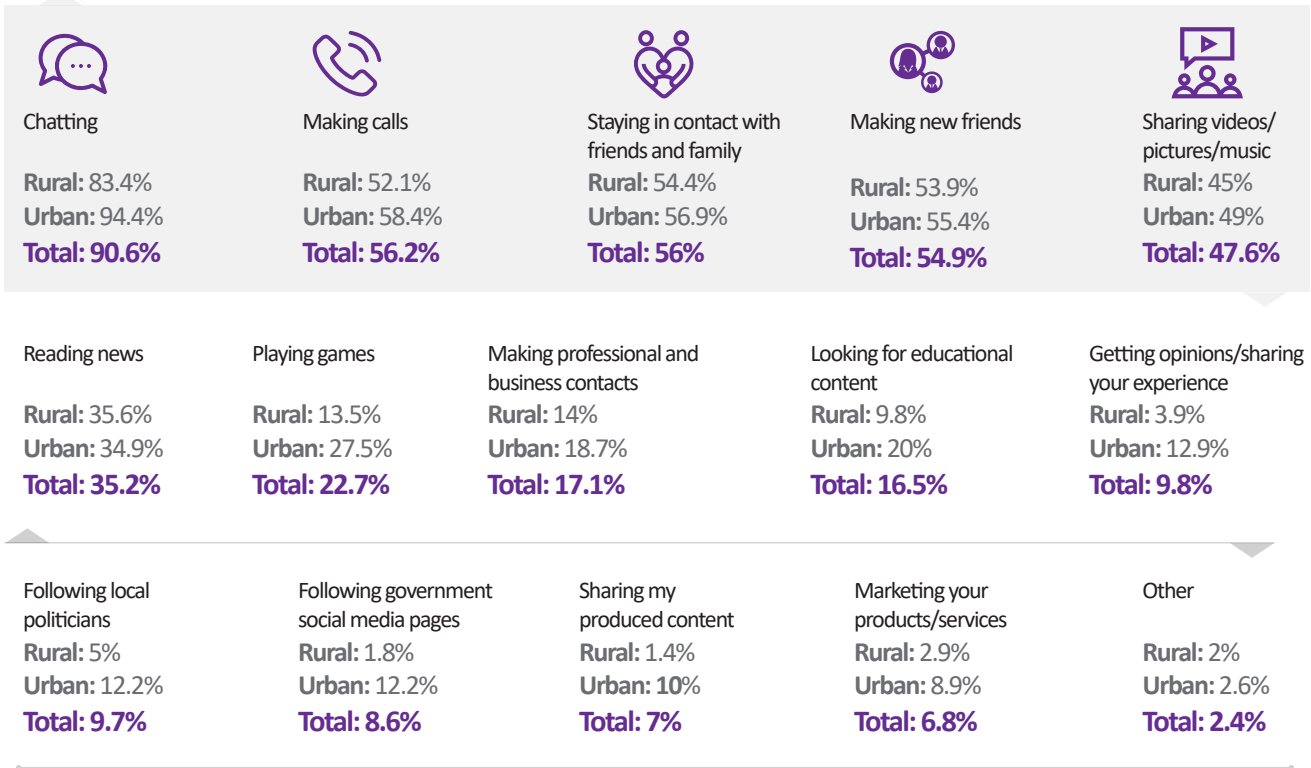 Chatting
Rural: 83.4%
Urban: 94.4%
Total: 90.6%
Making calls
Rural: 52.1%
Urban: 58.4%
Total: 56.2%
Staying in contact with
friends and family
Rural: 54.4%
Urban: 56.9%
Total: 56%
Making new friends
Rural: 53.9%
Urban: 55.4%
Total: 54.9%
Sharing videos/
pictures/music
Rural: 45%
Urban: 49%
Total: 47.6%
Reading news
Rural: 35.6%
Urban: 34.9%
Total: 35.2%
Playing games
Rural: 13.5%
Urban: 27.5%
Total: 22.7%
Making professional and
business contacts
Rural: 14%
Urban: 18.7%
Total: 17.1%
Looking for educational
content
Rural: 9.8%
Urban: 20%
Total: 16.5%
Getting opinions/sharing
your experience
Rural: 3.9%
Urban: 12.9%
Total: 9.8%
Following local
politicians
Rural: 5%
Urban: 12.2%
Total: 9.7%
Following government
social media pages
Rural: 1.8%
Urban: 12.2%
Total: 8.6%
Sharing my
produced content
Rural: 1.4%
Urban: 10%
Total: 7%
Marketing your
products/services
Rural: 2.9%
Urban: 8.9%
Total: 6.8%
Other
Rural: 2%
Urban: 2.6%
Total: 2.4%